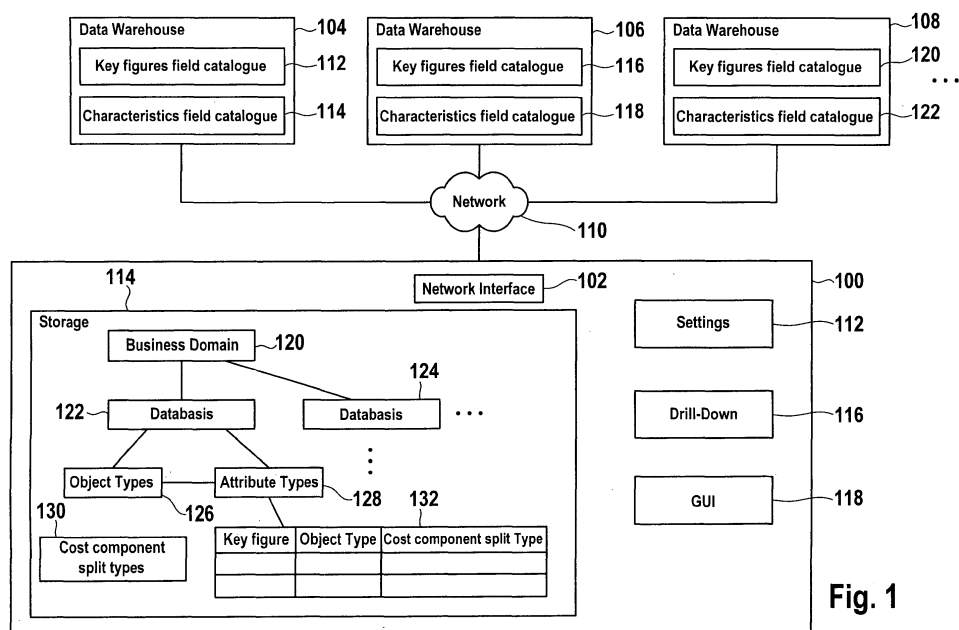 Data Warehouse
104
Key figures field catalogue
112
Characteristics field catalogue
114
Data Warehouse
106
Key figures field catalogue
116
Characteristics field catalogue
118
Data Warehouse
108
Key figures field catalogue
120
Characteristics field catalogue
122
Network
110
114
Network Interface
102
100
Storage
Settings
112
Business Domain
120
124
122
Databasis
Databasis
Drill-Down
116
Object Types
Attribute Types
126
128
GUI
118
130
132
Cost component
split types
Key figure
Object Type
Cost component split Type
Fig. 1